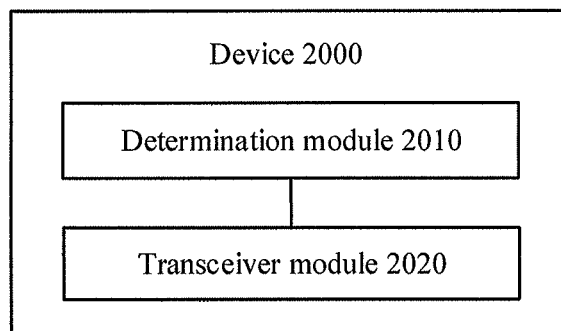 Device 2000
Determination module 2010
Transceiver module 2020